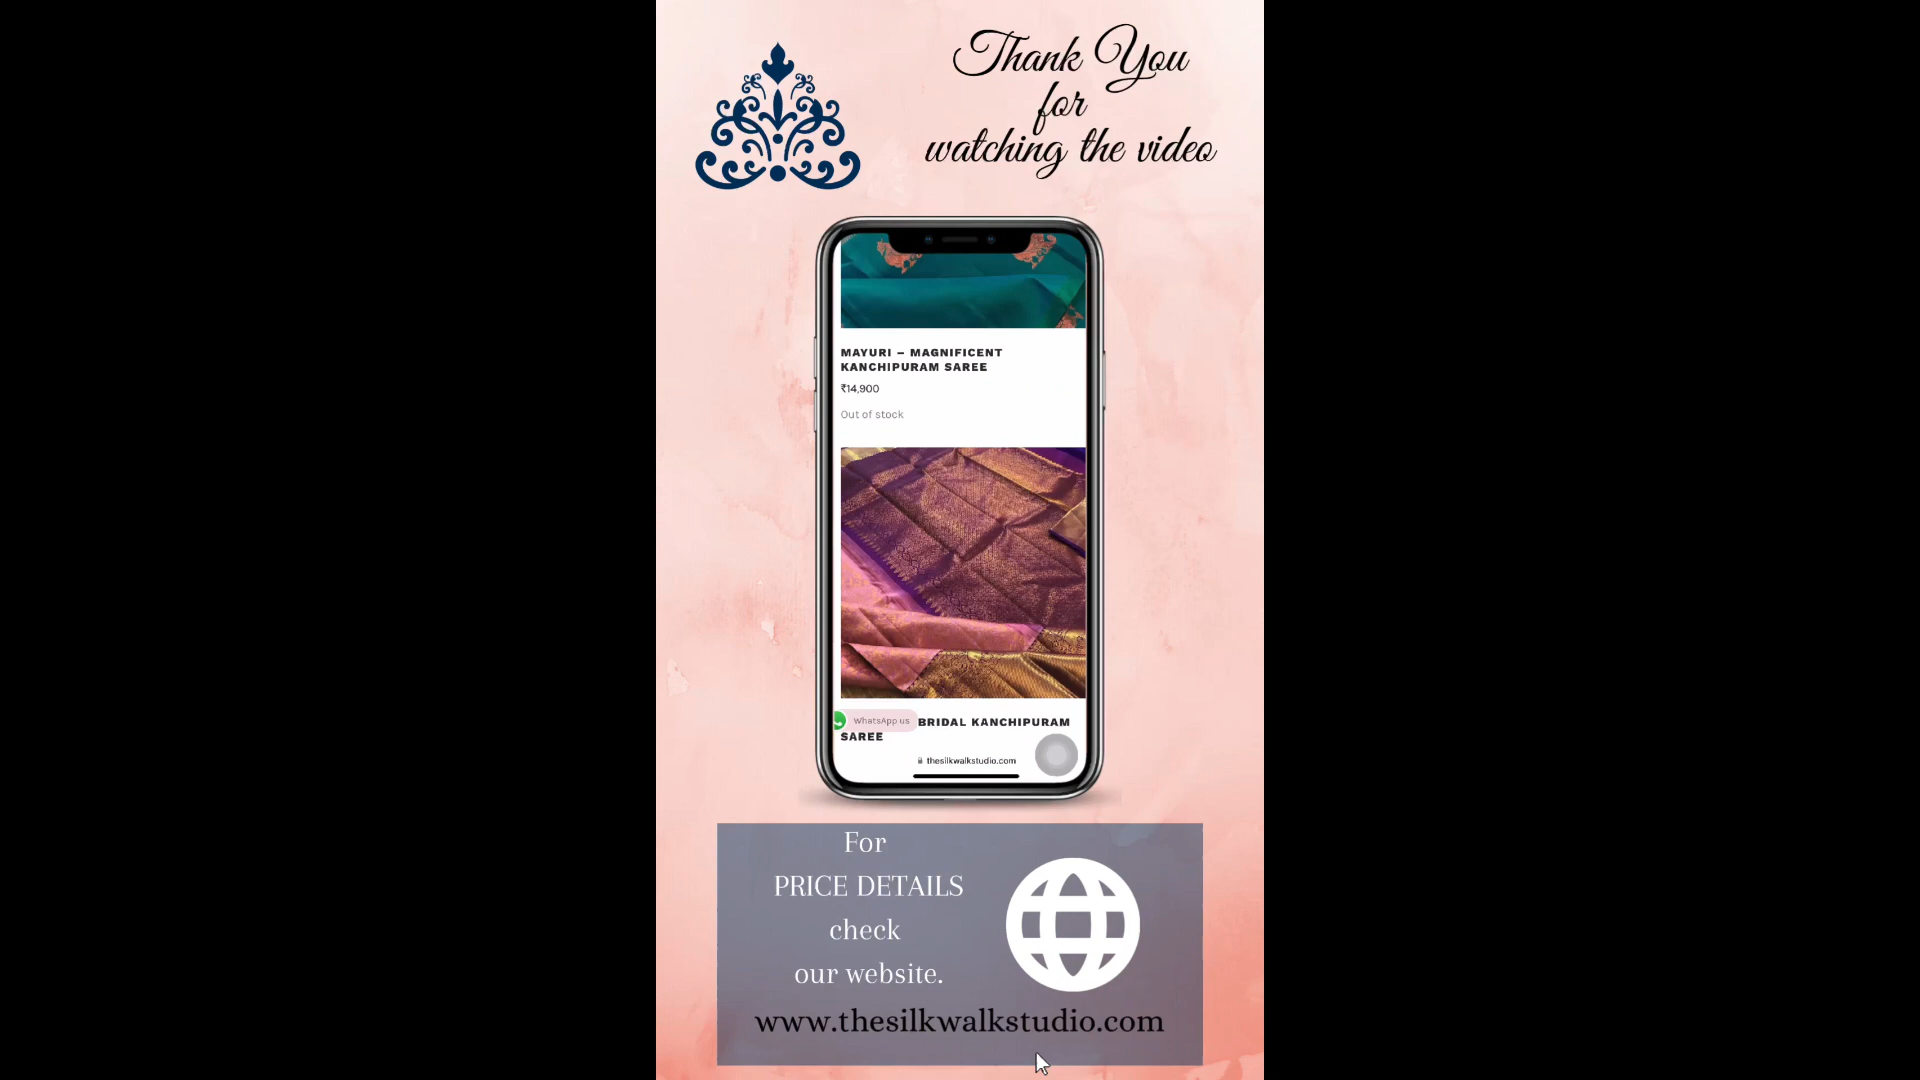 Thank You
for
watching the video
MAYURI – MAGNIFICENT
KANCHIPURAM SAREE
₹14,900
Out of stock
WhatsApp us
BRIDAL KANCHIPURAM
SAREE
thesilkwalkstudio.com
For
PRICE DETAILS
check
our website.
www.thesilkwalkstudio.com